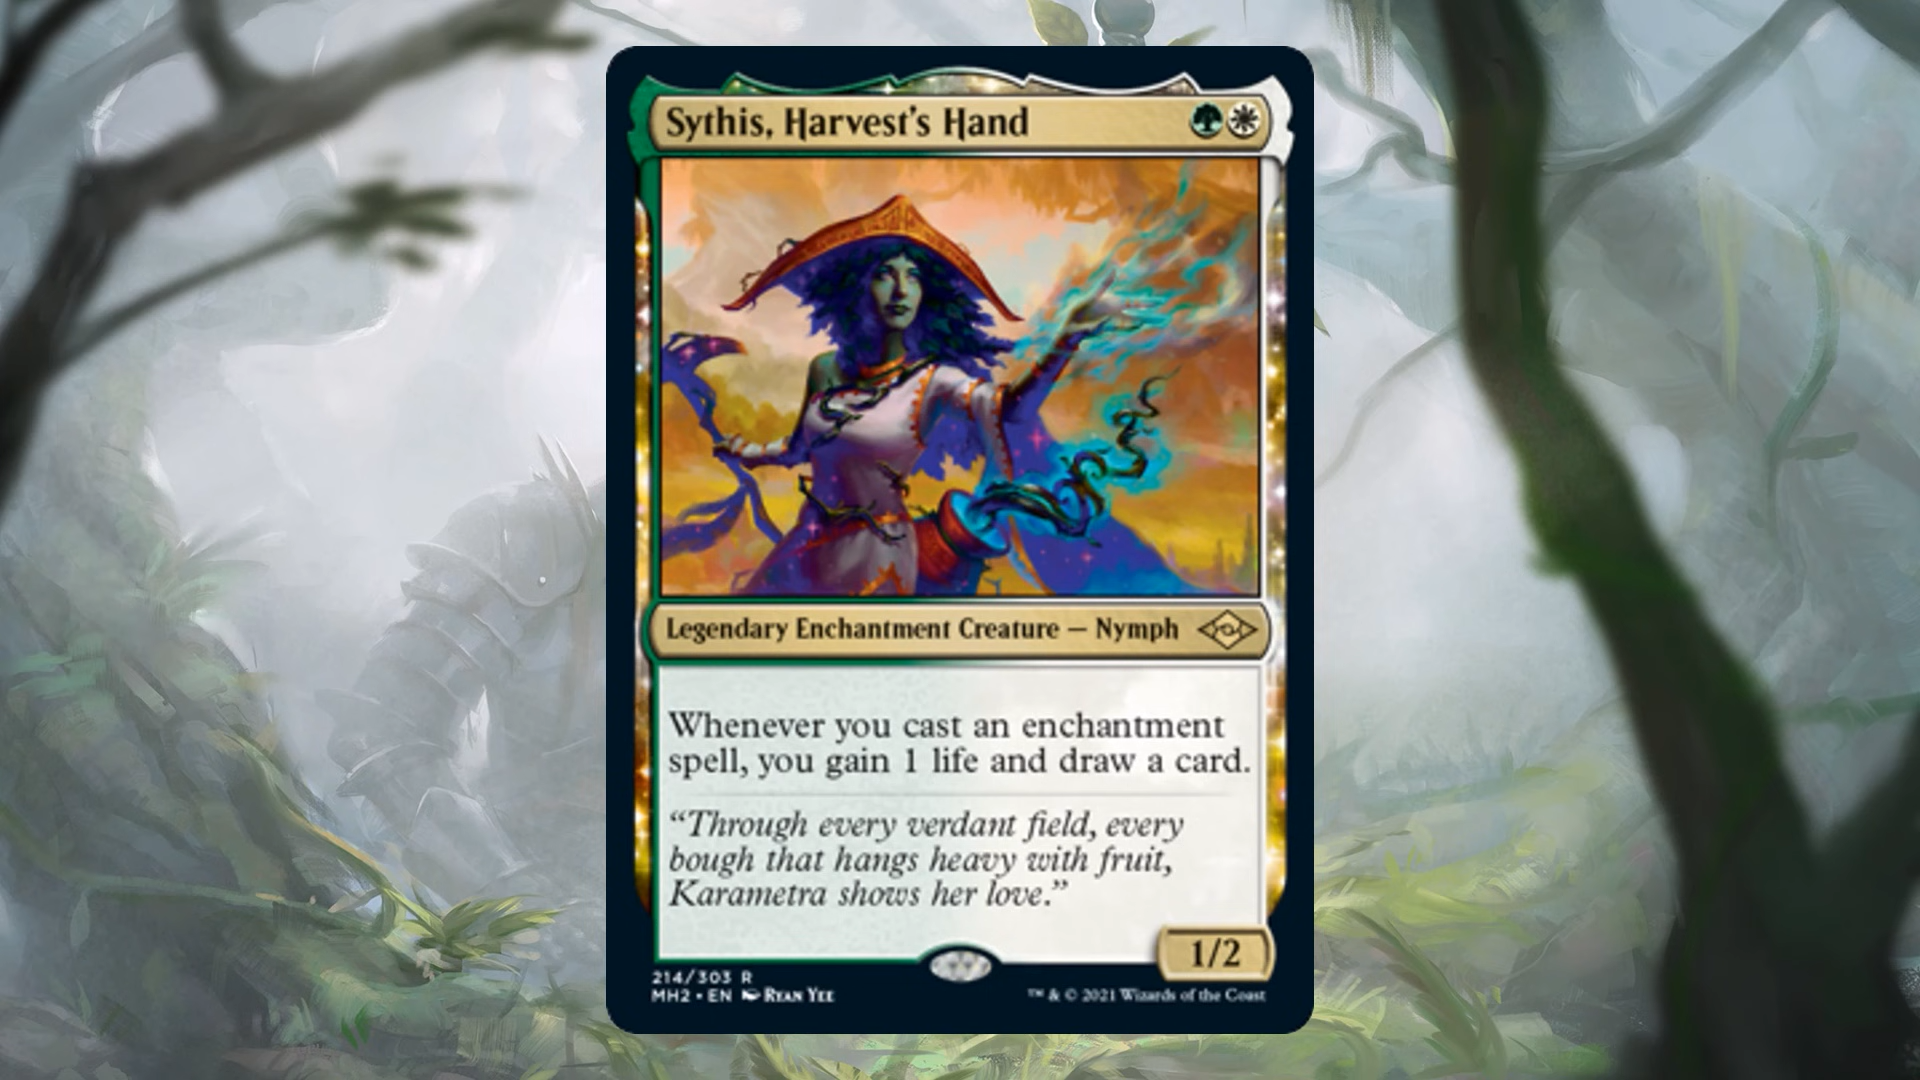 Sythis, Harvest's Hand
Legendary Enchantment Creature — Nymph
Whenever you cast an enchantment
spell, you gain 1 life and draw a card.
“Through every verdant field, every
bough that hangs heavy with fruit,
Karametra shows her love.”
1/2
214/303 R
MH2 • EN Ryan Yee
™ & © 2021 Wizards of the Coast